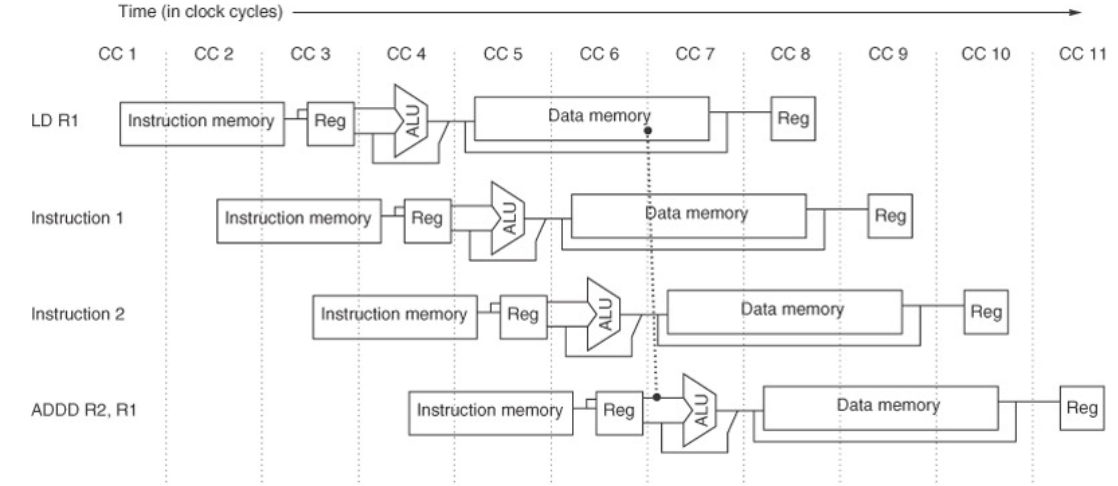 Time (in clock cycles)
CC 1 CC 2 CC 3 CC 4 CC 5 CC 6 CC 7 CC 8 CC 9 CC 10 CC 11
LD R1 Instruction memory Reg ALU Data memory Reg
Instruction 1 Instruction memory Reg ALU Data memory Reg
Instruction 2 Instruction memory Reg ALU Data memory Reg
ADDD R2, R1 Instruction memory Reg ALU Data memory Reg